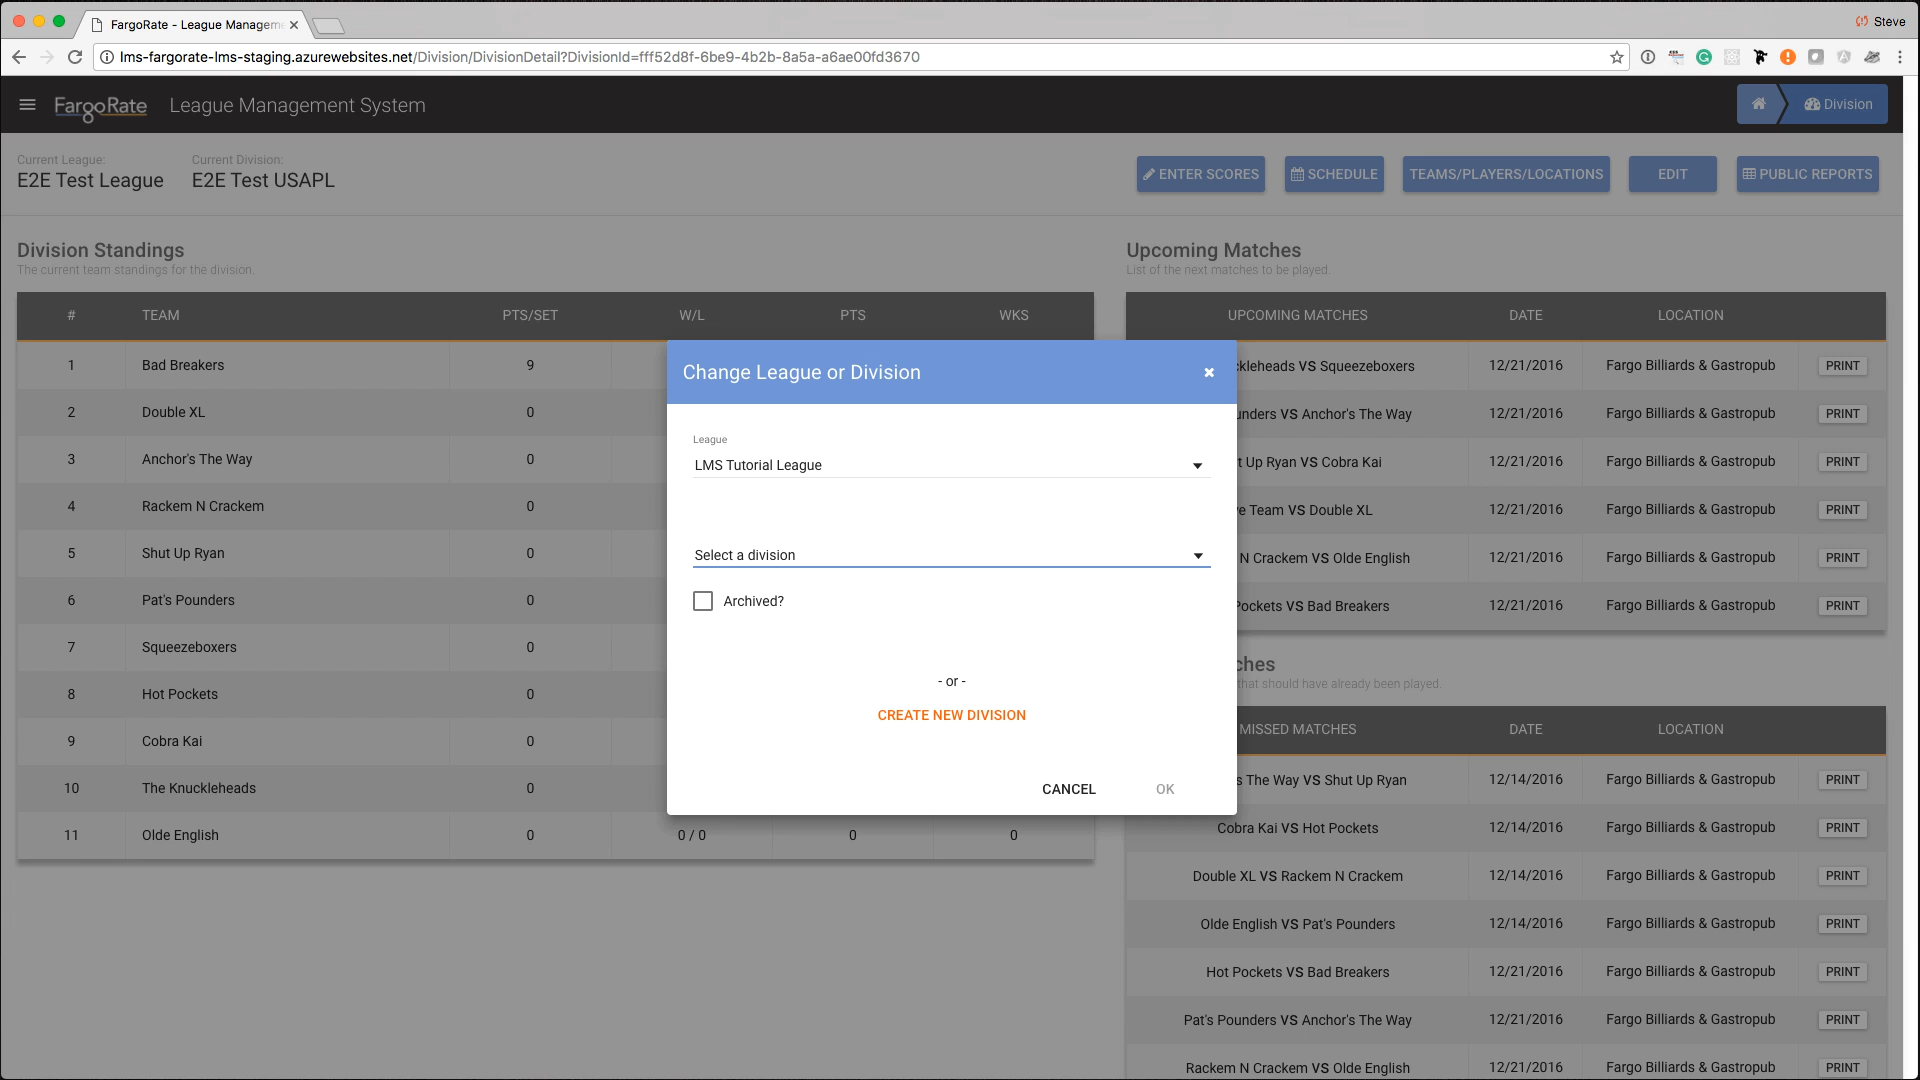 FargoRate - League Managem
Steve
lms-fargorate-lms-staging.azurewebsites.net/Division/DivisionDetail?DivisionId=fff52d8f-6be9-4b2b-8a5a-a6ae00fd3670
FargoRate League Management System
Division
Current League:
E2E Test League
Current Division:
E2E Test USAPL
ENTER SCORES
SCHEDULE
TEAMS/PLAYERS/LOCATIONS
EDIT
PUBLIC REPORTS
Division Standings
The current team standings for the division.
# TEAM PTS/SET W/L PTS WKS
1 Bad Breakers 9
2 Double XL 0
3 Anchor's The Way 0
4 Rackem N Crackem 0
5 Shut Up Ryan 0
6 Pat's Pounders 0
7 Squeezeboxers 0
8 Hot Pockets 0
9 Cobra Kai 0
10 The Knuckleheads 0
11 Olde English 0 0 / 0 0 0
Change League or Division
League
LMS Tutorial League
Select a division
Archived?
- or -
CREATE NEW DIVISION
CANCEL OK
Upcoming Matches
List of the next matches to be played.
UPCOMING MATCHES DATE LOCATION
ckleheads VS Squeezeboxers 12/21/2016 Fargo Billiards & Gastropub PRINT
unders VS Anchor's The Way 12/21/2016 Fargo Billiards & Gastropub PRINT
t Up Ryan VS Cobra Kai 12/21/2016 Fargo Billiards & Gastropub PRINT
e Team VS Double XL 12/21/2016 Fargo Billiards & Gastropub PRINT
N Crackem VS Olde English 12/21/2016 Fargo Billiards & Gastropub PRINT
Pockets VS Bad Breakers 12/21/2016 Fargo Billiards & Gastropub PRINT
ches
that should have already been played.
MISSED MATCHES DATE LOCATION
s The Way VS Shut Up Ryan 12/14/2016 Fargo Billiards & Gastropub PRINT
Cobra Kai VS Hot Pockets 12/14/2016 Fargo Billiards & Gastropub PRINT
Double XL VS Rackem N Crackem 12/14/2016 Fargo Billiards & Gastropub PRINT
Olde English VS Pat's Pounders 12/14/2016 Fargo Billiards & Gastropub PRINT
Hot Pockets VS Bad Breakers 12/21/2016 Fargo Billiards & Gastropub PRINT
Pat's Pounders VS Anchor's The Way 12/21/2016 Fargo Billiards & Gastropub PRINT
Rackem N Crackem VS Olde English 12/21/2016 Fargo Billiards & Gastropub PRINT